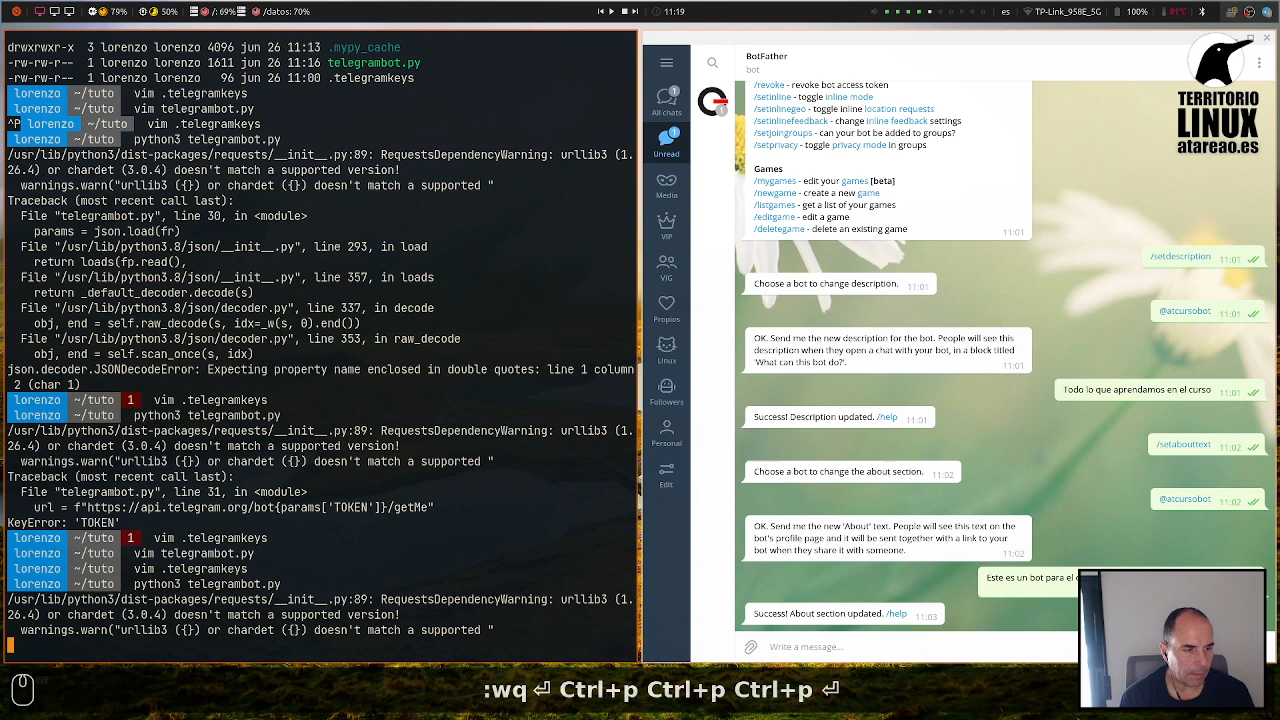 79% 50% /:69% /datos: 70%
11:19
es TP-Link_958E_5G 100% 81°C
drwxrwxr-x 3 lorenzo lorenzo 4096 jun 26 11:13 .mypy_cache
-rw-rw-r-- 1 lorenzo lorenzo 1611 jun 26 11:16 telegrambot.py
-rw-rw-r-- 1 lorenzo lorenzo 96 jun 26 11:00 .telegramkeys
lorenzo ~/tuto vim .telegramkeys
lorenzo ~/tuto vim telegrambot.py
^P lorenzo ~/tuto vim .telegramkeys
lorenzo ~/tuto python3 telegrambot.py
/usr/lib/python3/dist-packages/requests/__init__.py:89: RequestsDependencyWarning: urllib3 (1.
26.4) or chardet (3.0.4) doesn't match a supported version!
warnings.warn("urllib3 ({}) or chardet ({}) doesn't match a supported "
Traceback (most recent call last):
File "telegrambot.py", line 30, in <module>
params = json.load(fr)
File "/usr/lib/python3.8/json/__init__.py", line 293, in load
return loads(fp.read(),
File "/usr/lib/python3.8/json/__init__.py", line 357, in loads
return _default_decoder.decode(s)
File "/usr/lib/python3.8/json/decoder.py", line 337, in decode
obj, end = self.raw_decode(s, idx=_w(s, 0).end())
File "/usr/lib/python3.8/json/decoder.py", line 353, in raw_decode
obj, end = self.scan_once(s, idx)
json.decoder.JSONDecodeError: Expecting property name enclosed in double quotes: line 1 column
2 (char 1)
lorenzo ~/tuto 1 vim .telegramkeys
lorenzo ~/tuto python3 telegrambot.py
/usr/lib/python3/dist-packages/requests/__init__.py:89: RequestsDependencyWarning: urllib3 (1.
26.4) or chardet (3.0.4) doesn't match a supported version!
warnings.warn("urllib3 ({}) or chardet ({}) doesn't match a supported "
Traceback (most recent call last):
File "telegrambot.py", line 31, in <module>
url = f"https://api.telegram.org/bot{params['TOKEN']}/getMe"
KeyError: 'TOKEN'
lorenzo ~/tuto 1 vim .telegramkeys
lorenzo ~/tuto vim telegrambot.py
lorenzo ~/tuto vim .telegramkeys
lorenzo ~/tuto python3 telegrambot.py
/usr/lib/python3/dist-packages/requests/__init__.py:89: RequestsDependencyWarning: urllib3 (1.
26.4) or chardet (3.0.4) doesn't match a supported version!
warnings.warn("urllib3 ({}) or chardet ({}) doesn't match a supported "
1
All chats
1
Unread
Media
VIP
VIG
Propios
Linux
Followers
Personal
Edit
1
BotFather
bot
/revoke - revoke bot access token
/setinline - toggle inline mode
/setinlinegeo - toggle inline location requests
/setinlinefeedback - change inline feedback settings
/setjoingroups - can your bot be added to groups?
/setprivacy - toggle privacy mode in groups
Games
/mygames - edit your games [beta]
/newgame - create a new game
/listgames - get a list of your games
/editgame - edit a game
/deletegame - delete an existing game
11:01
/setdescription 11:01
Choose a bot to change description. 11:01
@atcursobot 11:01
OK. Send me the new description for the bot. People will see this
description when they open a chat with your bot, in a block titled
'What can this bot do?'. 11:01
Todo lo que aprendamos en el curso 11:01
Success! Description updated. /help 11:01
/setabouttext 11:02
Choose a bot to change the about section. 11:02
@atcursobot 11:02
OK. Send me the new 'About' text. People will see this text on the
bot's profile page and it will be sent together with a link to your
bot when they share it with someone. 11:02
Este es un bot para el
Success! About section updated. /help 11:03
Write a message...
TERRITORIO
LINUX
atareao.es
:wq ⏎ Ctrl+p Ctrl+p Ctrl+p ⏎